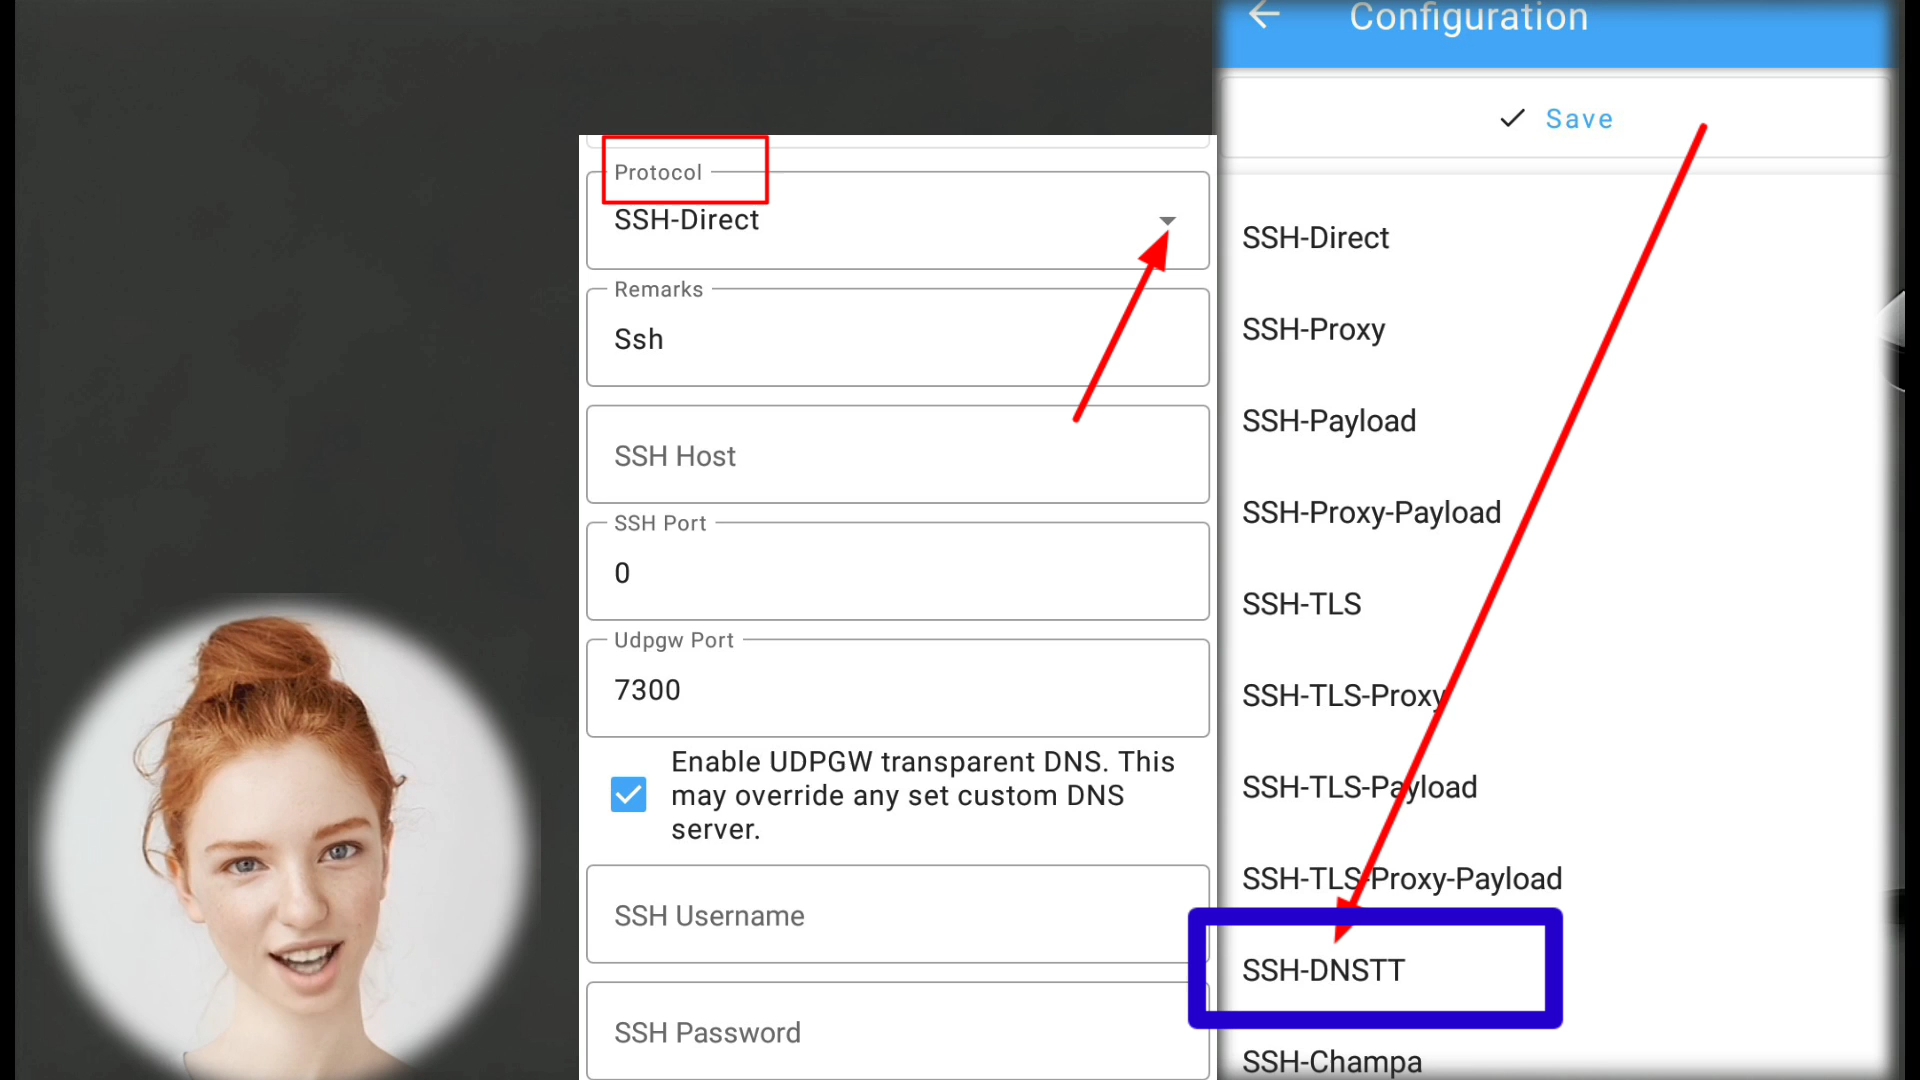 Protocol
SSH-Direct
Remarks
Ssh
SSH Host
SSH Port
0
Udpgw Port
7300
Enable UDPGW transparent DNS. This
may override any set custom DNS
server.
SSH Username
SSH Password
Configuration
Save
SSH-Direct
SSH-Proxy
SSH-Payload
SSH-Proxy-Payload
SSH-TLS
SSH-TLS-Proxy
SSH-TLS-Payload
SSH-TLS-Proxy-Payload
SSH-DNSTT
SSH-Champa